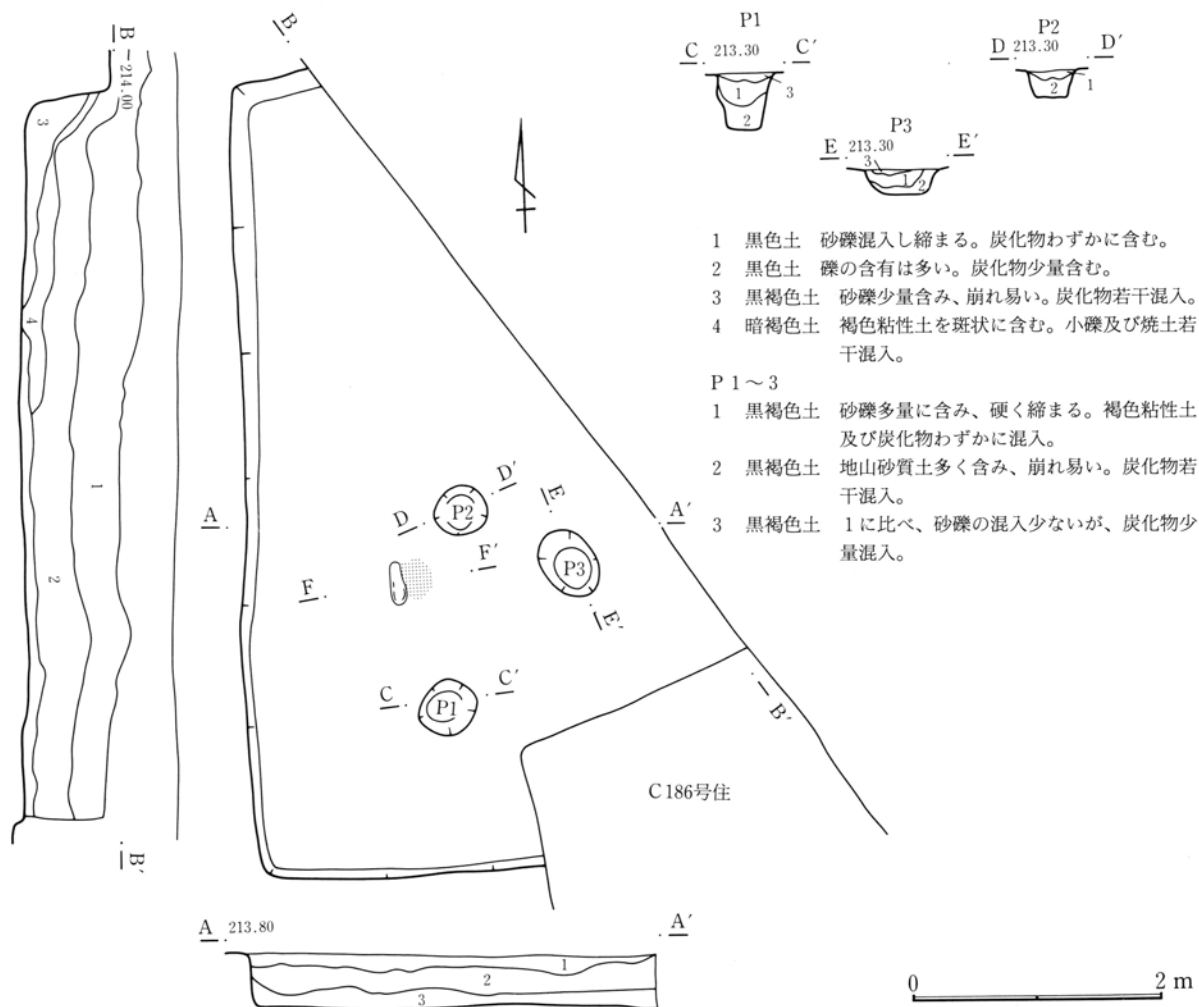 B
214.00
3
4
1
2
B′
B
A
A′
D
D′
P2
E
E′
P3
F
F′
C
C′
P1
B′
C186号住
A 213.80
A′
1
2
3
P1
C 213.30 C′
1
2
3
P2
D 213.30 D′
2
1
P3
E 213.30 E′
3
1
2
1 黒色土 砂礫混入し締まる。炭化物わずかに含む。
2 黒色土 礫の含有は多い。炭化物少量含む。
3 黒褐色土 砂礫少量含み、崩れ易い。炭化物若干混入。
4 暗褐色土 褐色粘性土を斑状に含む。小礫及び焼土若
干混入。
P1～3
1 黒褐色土 砂礫多量に含み、硬く締まる。褐色粘性土
及び炭化物わずかに混入。
2 黒褐色土 地山砂質土多く含み、崩れ易い。炭化物若
干混入。
3 黒褐色土 1に比べ、砂礫の混入少ないが、炭化物少
量混入。
0 2m